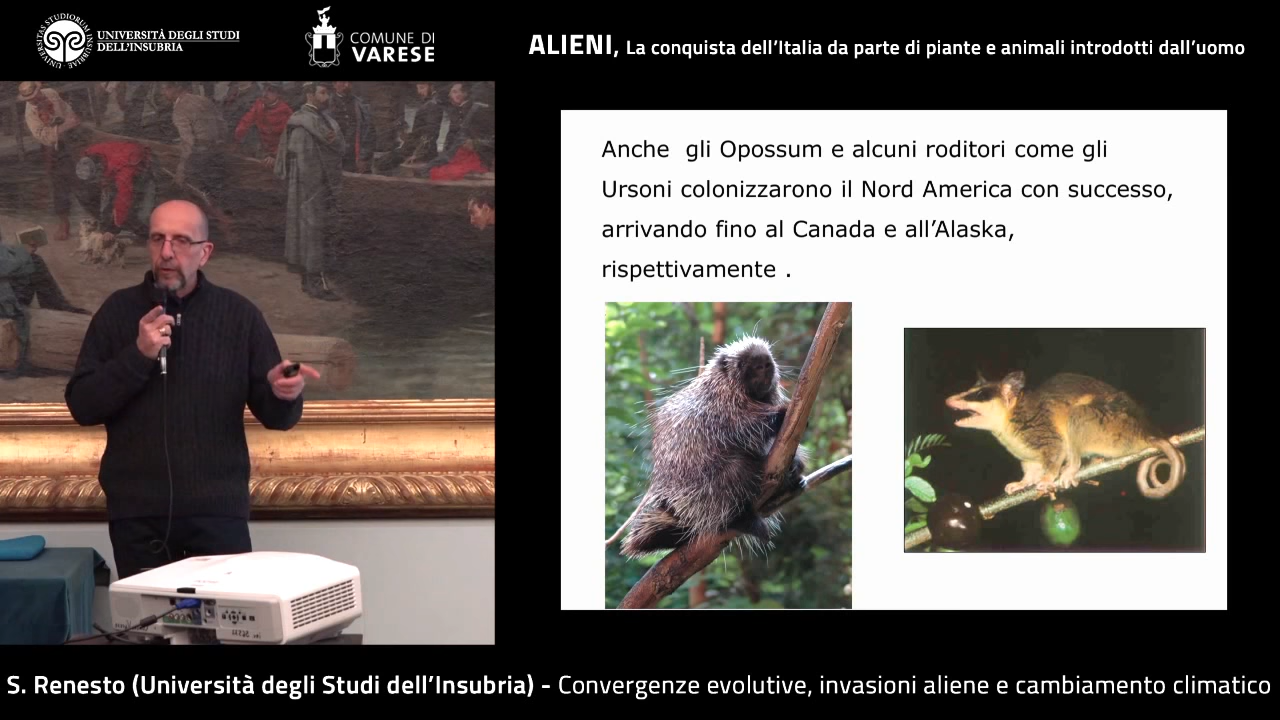 UNIVERSITÀ DEGLI STUDI
DELL'INSUBRIA
COMUNE DI
VARESE
ALIENI, La conquista dell'Italia da parte di piante e animali introdotti dall'uomo
Anche gli Opossum e alcuni roditori come gli
Ursoni colonizzarono il Nord America con successo,
arrivando fino al Canada e all'Alaska,
rispettivamente .
S. Renesto (Università degli Studi dell'Insubria) - Convergenze evolutive, invasioni aliene e cambiamento climatico